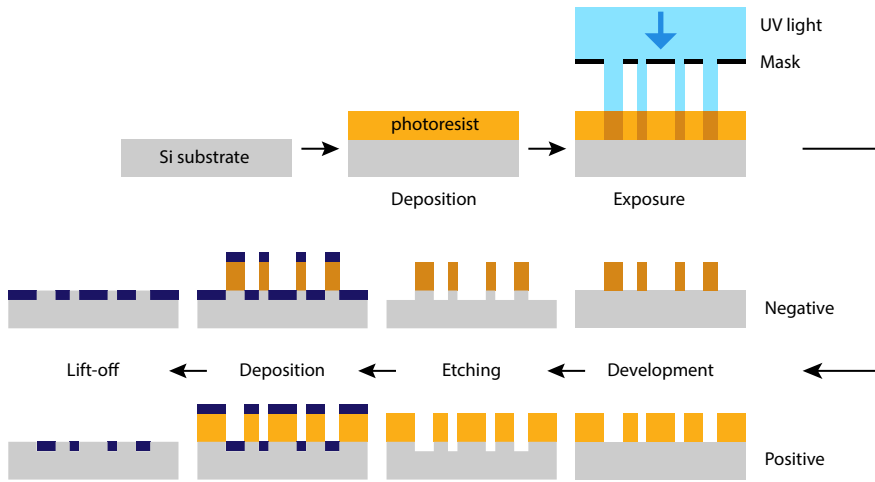 UV light
Mask
photoresist
Si substrate
Deposition
Exposure
Negative
Lift-off
Deposition
Etching
Development
Positive